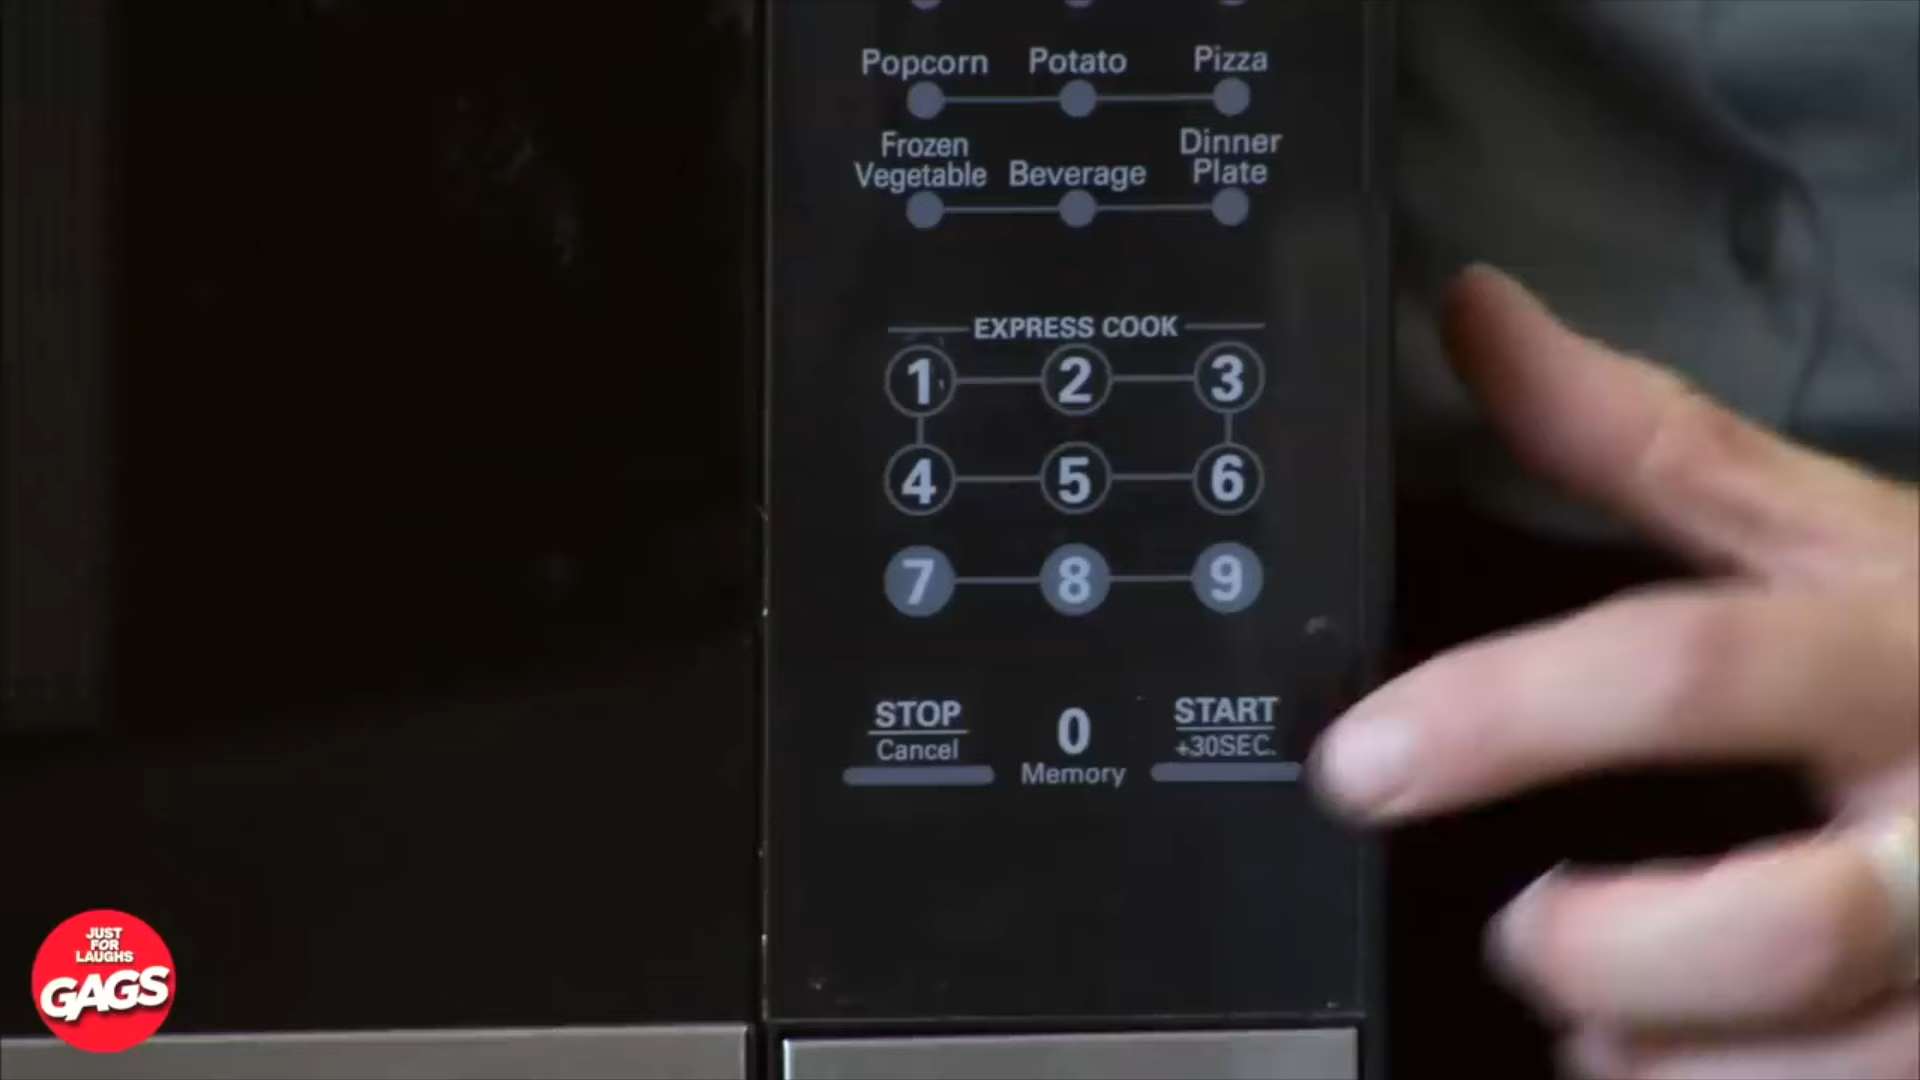 Popcorn Potato Pizza
Frozen Vegetable Beverage Dinner Plate
EXPRESS COOK
1 2 3
4 5 6
7 8 9
STOP 0 START
Cancel Memory +30SEC.
JUST
FOR
LAUGHS
GAGS